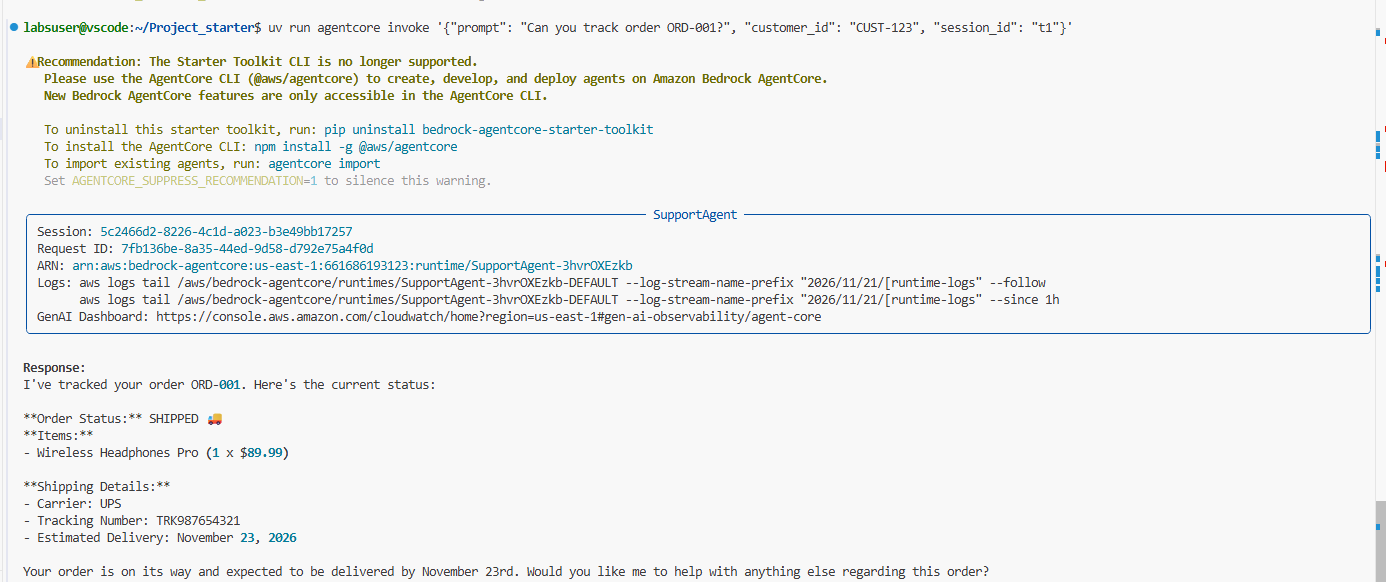 labsuser@vscode:~/Project_starter$ uv run agentcore invoke '{"prompt": "Can you track order ORD-001?", "customer_id": "CUST-123", "session_id": "t1"}'
⚠️Recommendation: The Starter Toolkit CLI is no longer supported.
Please use the AgentCore CLI (@aws/agentcore) to create, develop, and deploy agents on Amazon Bedrock AgentCore.
New Bedrock AgentCore features are only accessible in the AgentCore CLI.
To uninstall this starter toolkit, run: pip uninstall bedrock-agentcore-starter-toolkit
To install the AgentCore CLI: npm install -g @aws/agentcore
To import existing agents, run: agentcore import
Set AGENTCORE_SUPPRESS_RECOMMENDATION=1 to silence this warning.
SupportAgent
Session: 5c2466d2-8226-4c1d-a023-b3e49bb17257
Request ID: 7fb136be-8a35-44ed-9d58-d792e75a4f0d
ARN: arn:aws:bedrock-agentcore:us-east-1:661686193123:runtime/SupportAgent-3hvrOXEzkb
Logs: aws logs tail /aws/bedrock-agentcore/runtimes/SupportAgent-3hvrOXEzkb-DEFAULT --log-stream-name-prefix "2026/11/21/[runtime-logs" --follow
aws logs tail /aws/bedrock-agentcore/runtimes/SupportAgent-3hvrOXEzkb-DEFAULT --log-stream-name-prefix "2026/11/21/[runtime-logs" --since 1h
GenAI Dashboard: https://console.aws.amazon.com/cloudwatch/home?region=us-east-1#gen-ai-observability/agent-core
Response:
I've tracked your order ORD-001. Here's the current status:
**Order Status:** SHIPPED 🚚
**Items:**
- Wireless Headphones Pro (1 x $89.99)
**Shipping Details:**
- Carrier: UPS
- Tracking Number: TRK987654321
- Estimated Delivery: November 23, 2026
Your order is on its way and expected to be delivered by November 23rd. Would you like me to help with anything else regarding this order?